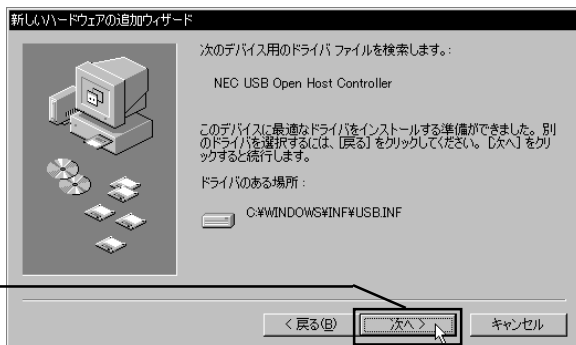 新しいハードウェアの追加ウィザード
次のデバイス用のドライバ ファイルを検索します。:
NEC USB Open Host Controller
このデバイスに最適なドライバをインストールする準備ができました。別
のドライバを選択するには、[戻る] をクリックしてください。[次へ] をクリ
ックすると続行します。
ドライバのある場所 :
C:¥WINDOWS¥INF¥USB.INF
< 戻る(B)
次へ >
キャンセル